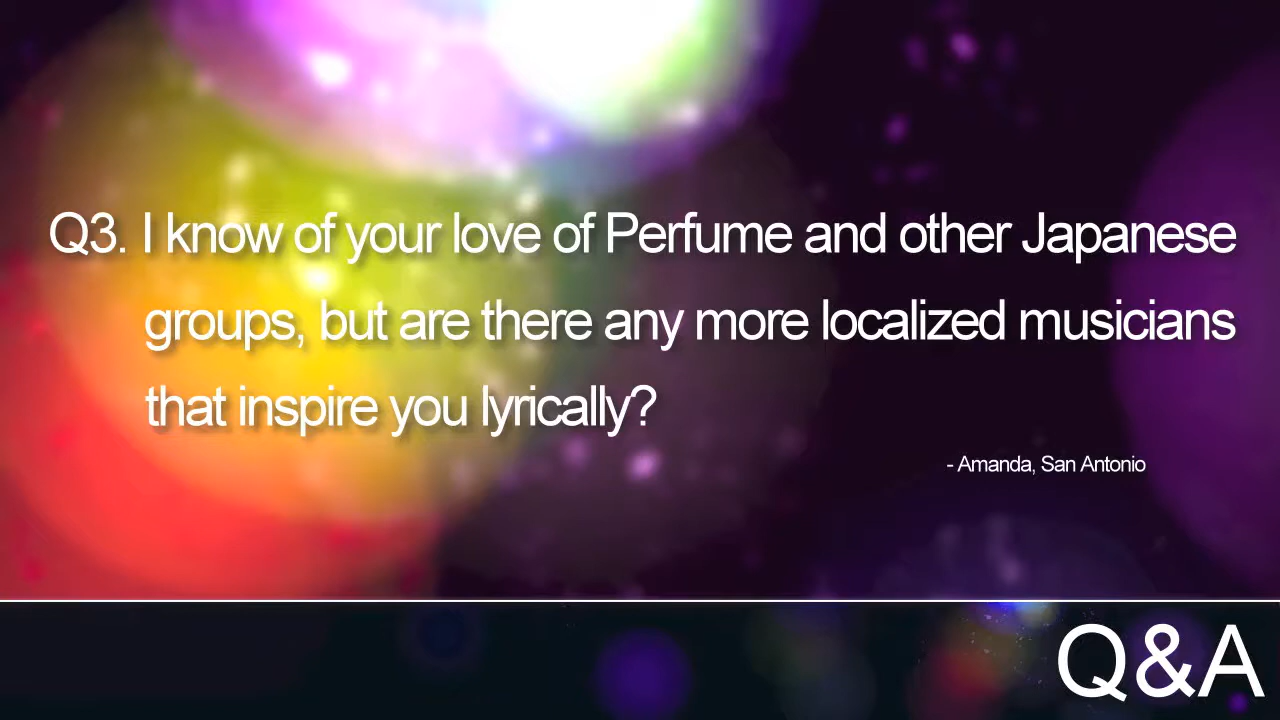 Q3. I know of your love of Perfume and other Japanese
groups, but are there any more localized musicians
that inspire you lyrically?
- Amanda, San Antonio
Q&A